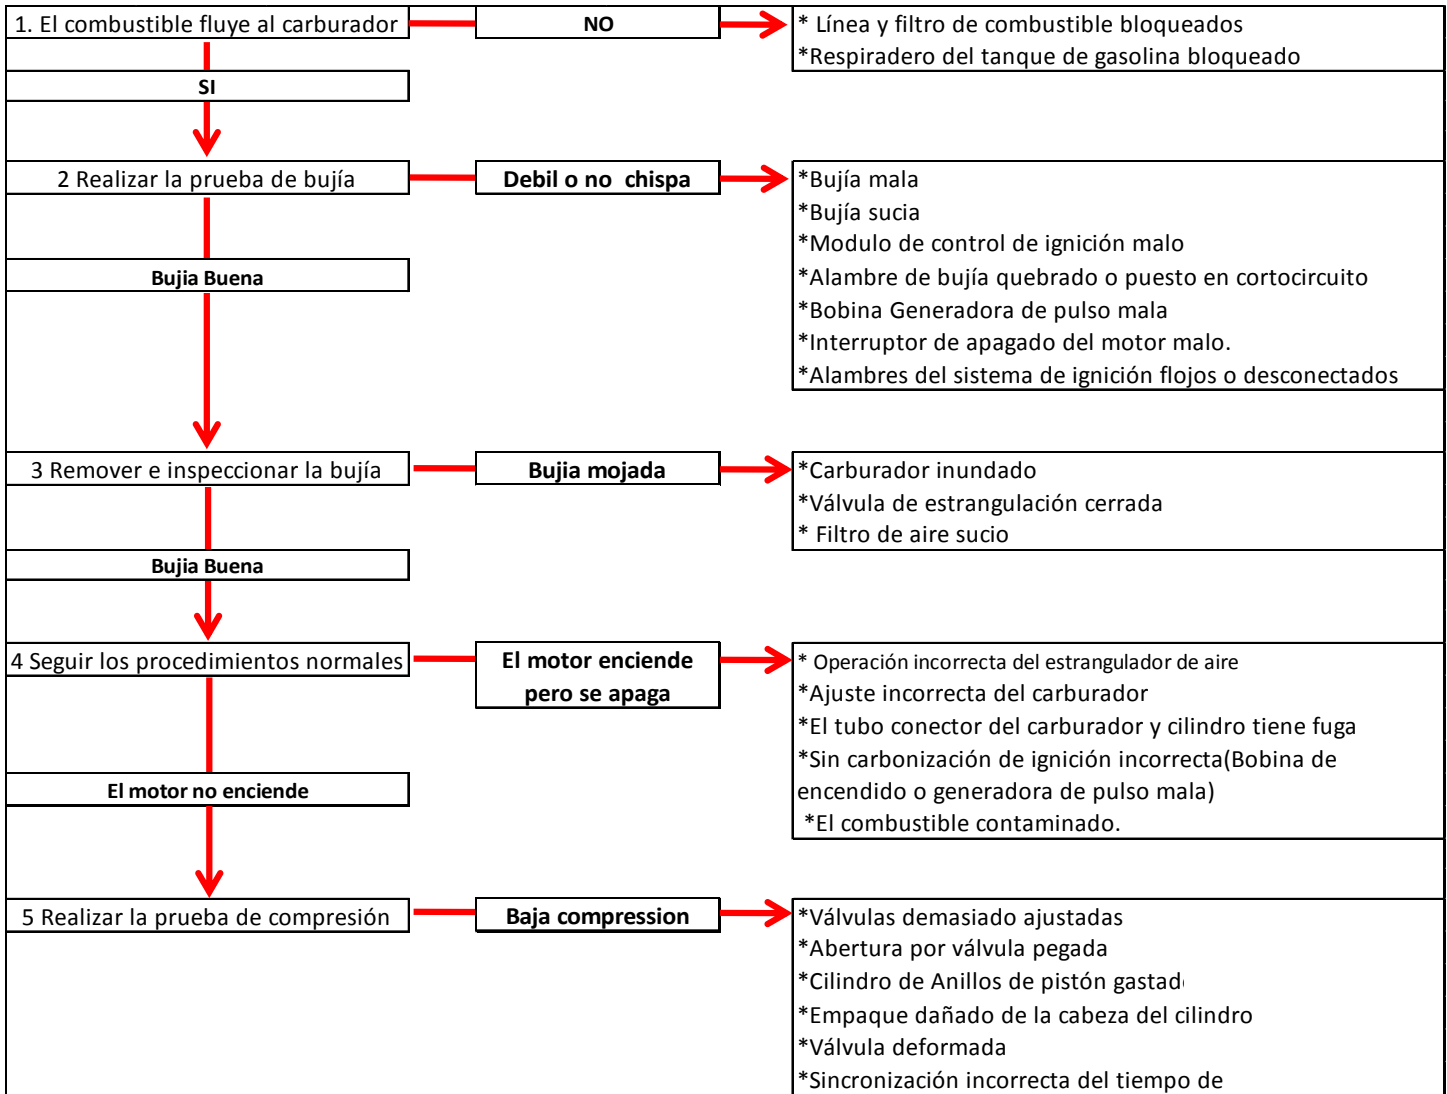 1. El combustible fluye al carburador
NO
* Línea y filtro de combustible bloqueados
*Respiradero del tanque de gasolina bloqueado
SI
2 Realizar la prueba de bujía
Debil o no chispa
*Bujía mala
*Bujía sucia
*Modulo de control de ignición malo
*Alambre de bujía quebrado o puesto en cortocircuito
*Bobina Generadora de pulso mala
*Interruptor de apagado del motor malo.
*Alambres del sistema de ignición flojos o desconectados
Bujia Buena
3 Remover e inspeccionar la bujía
Bujia mojada
*Carburador inundado
*Válvula de estrangulación cerrada
* Filtro de aire sucio
Bujia Buena
4 Seguir los procedimientos normales
El motor enciende
pero se apaga
* Operación incorrecta del estrangulador de aire
*Ajuste incorrecta del carburador
*El tubo conector del carburador y cilindro tiene fuga
*Sin carbonización de ignición incorrecta(Bobina de
encendido o generadora de pulso mala)
*El combustible contaminado.
El motor no enciende
5 Realizar la prueba de compresión
Baja compression
*Válvulas demasiado ajustadas
*Abertura por válvula pegada
*Cilindro de Anillos de pistón
*Empaque dañado de la cabeza del cilindro
*Válvula deformada
*Sincronización incorrecta del tiempo de